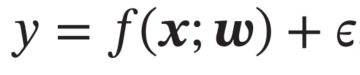 y = f(x; w) + ϵ